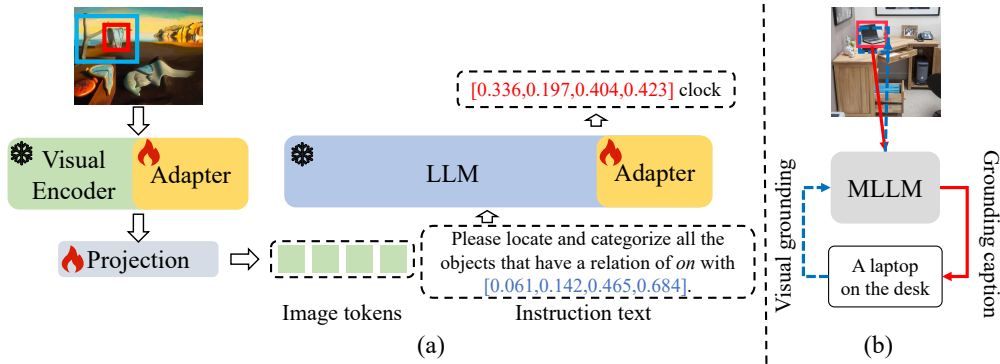 [0.336,0.197,0.404,0.423] clock
Visual
Encoder
Adapter
LLM
Adapter
Projection
Please locate and categorize all the
objects that have a relation of on with
[0.061,0.142,0.465,0.684].
Image tokens
Instruction text
(a)
MLLM
Visual grounding
Grounding caption
A laptop
on the desk
(b)